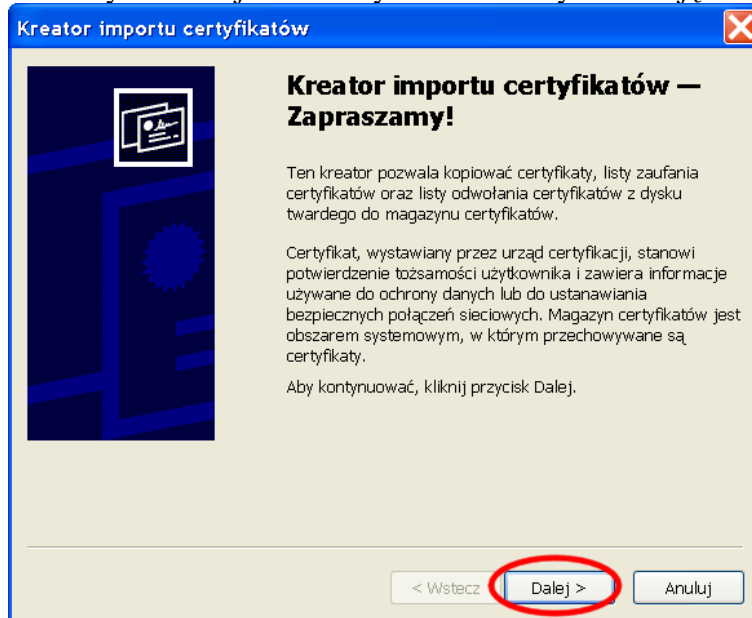 Kreator importu certyfikatów
Kreator importu certyfikatów —
Zapraszamy!
Ten kreator pozwala kopiować certyfikaty, listy zaufania
certyfikatów oraz listy odwołania certyfikatów z dysku
twardego do magazynu certyfikatów.
Certyfikat, wystawiany przez urząd certyfikacji, stanowi
potwierdzenie tożsamości użytkownika i zawiera informacje
używane do ochrony danych lub do ustanawiania
bezpiecznych połączeń sieciowych. Magazyn certyfikatów jest
obszarem systemowym, w którym przechowywane są
certyfikaty.
Aby kontynuować, kliknij przycisk Dalej.
< Wstecz Dalej > Anuluj